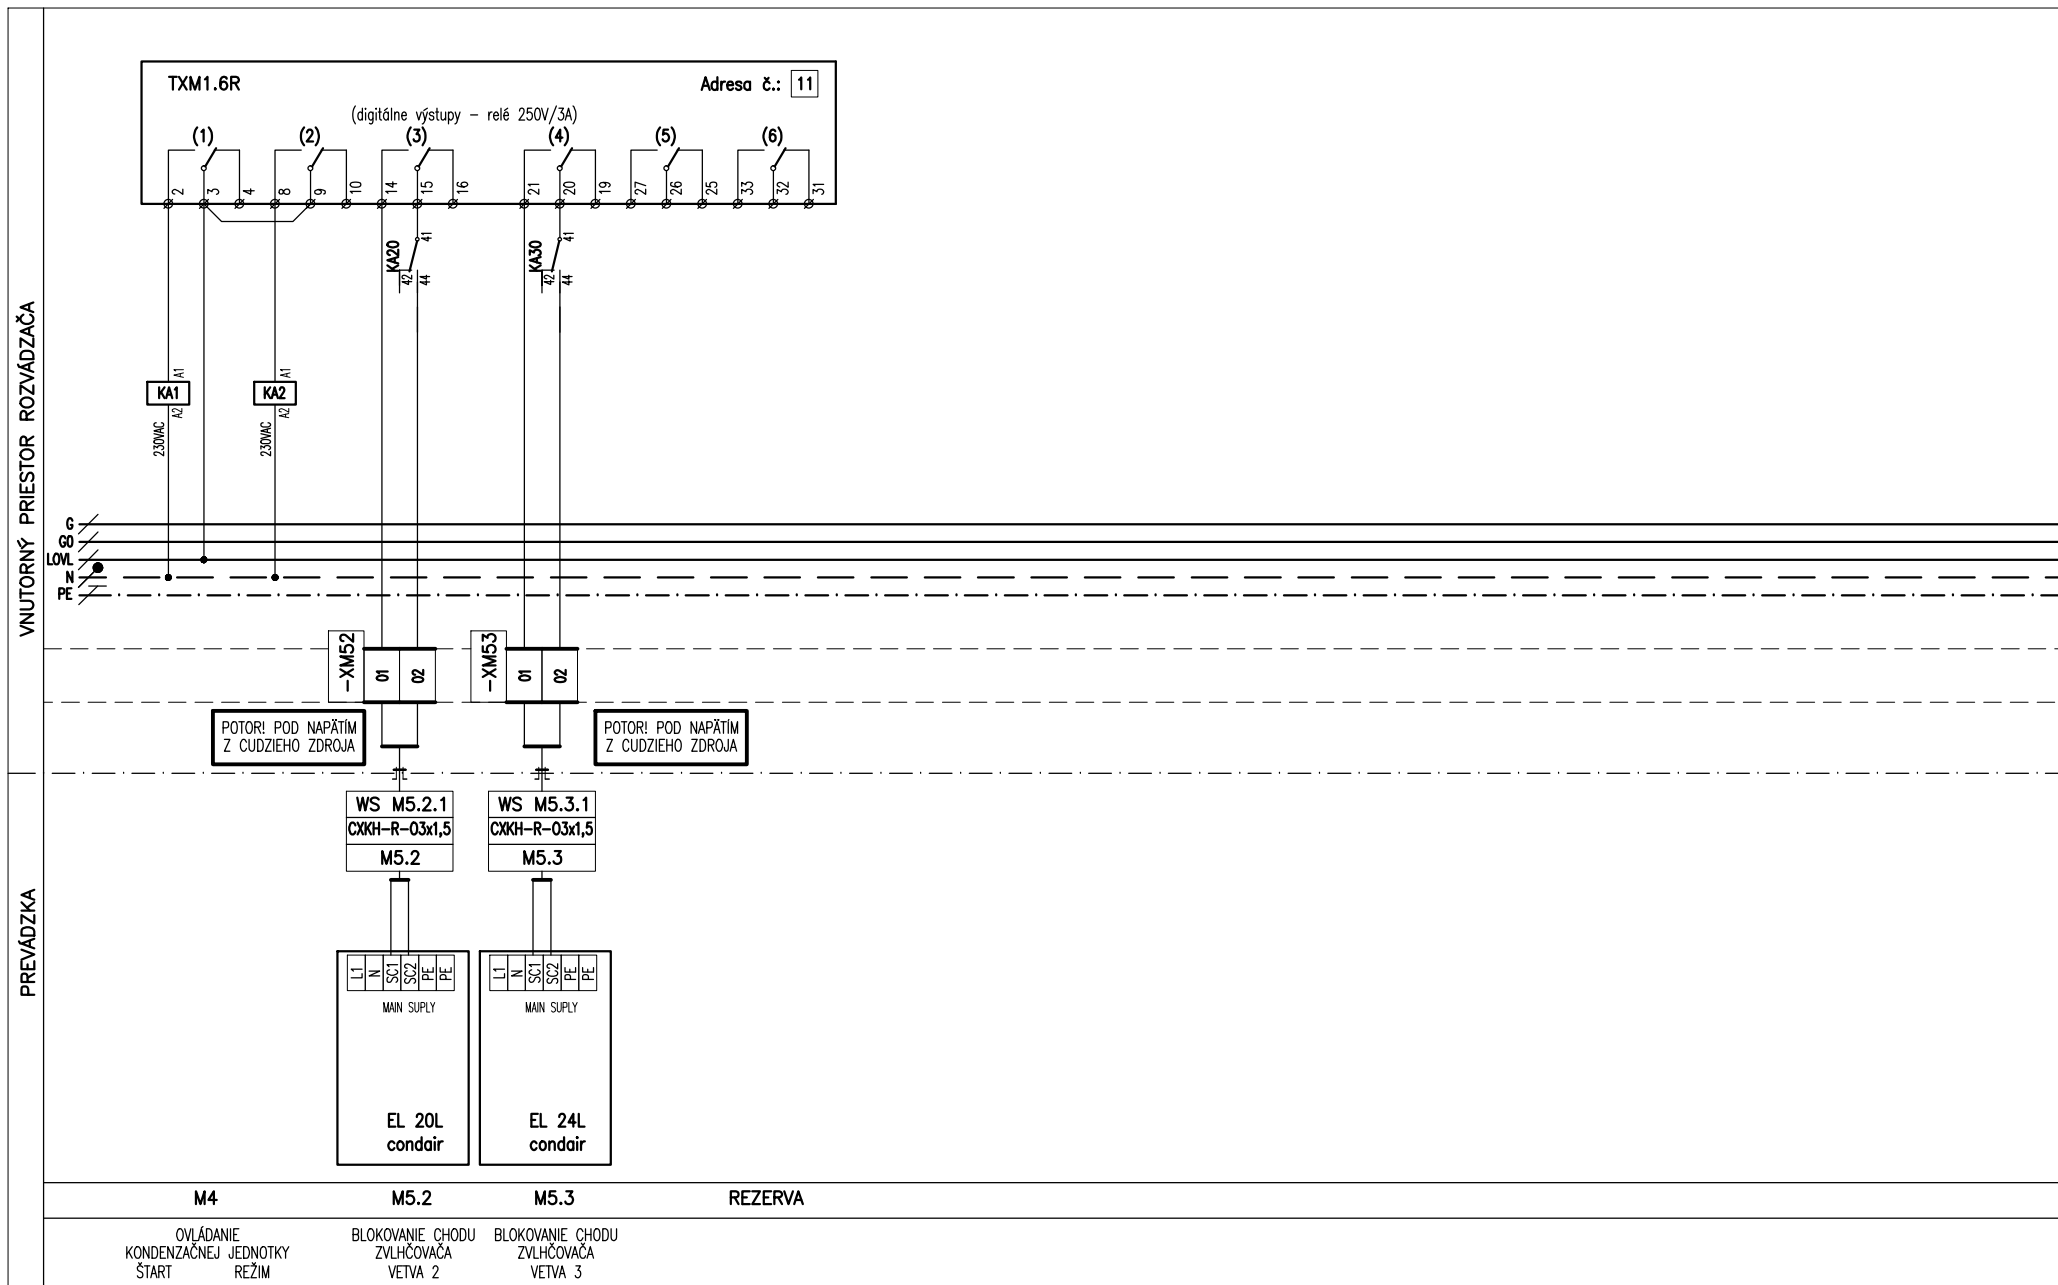 TXM1.6R
Adresa č.: 11
(digitálne výstupy – relé 250V/3A)
(1) (2) (3) (4) (5) (6)
2 3 4 8 9 10 14 15 16 21 20 19 27 26 25 33 32 31
KA20 41 42 44
KA30 41 42 44
KA1 A1 A2 230VAC
KA2 A1 A2 230VAC
VNUTORNÝ PRIESTOR ROZVÁDZAČA
G
G0
LOVL
N
PE
-XM52 01 02
-XM53 01 02
POTOR! POD NAPÄTÍM
Z CUDZIEHO ZDROJA
POTOR! POD NAPÄTÍM
Z CUDZIEHO ZDROJA
PREVÁDZKA
WS M5.2.1
CXKH-R-03x1,5
M5.2
WS M5.3.1
CXKH-R-03x1,5
M5.3
L1 N SC1 SC2 PE PE
MAIN SUPLY
EL 20L
condair
L1 N SC1 SC2 PE PE
MAIN SUPLY
EL 24L
condair
M4
M5.2
M5.3
REZERVA
OVLÁDANIE
KONDENZAČNEJ JEDNOTKY
ŠTART REŽIM
BLOKOVANIE CHODU
ZVLHČOVAČA
VETVA 2
BLOKOVANIE CHODU
ZVLHČOVAČA
VETVA 3